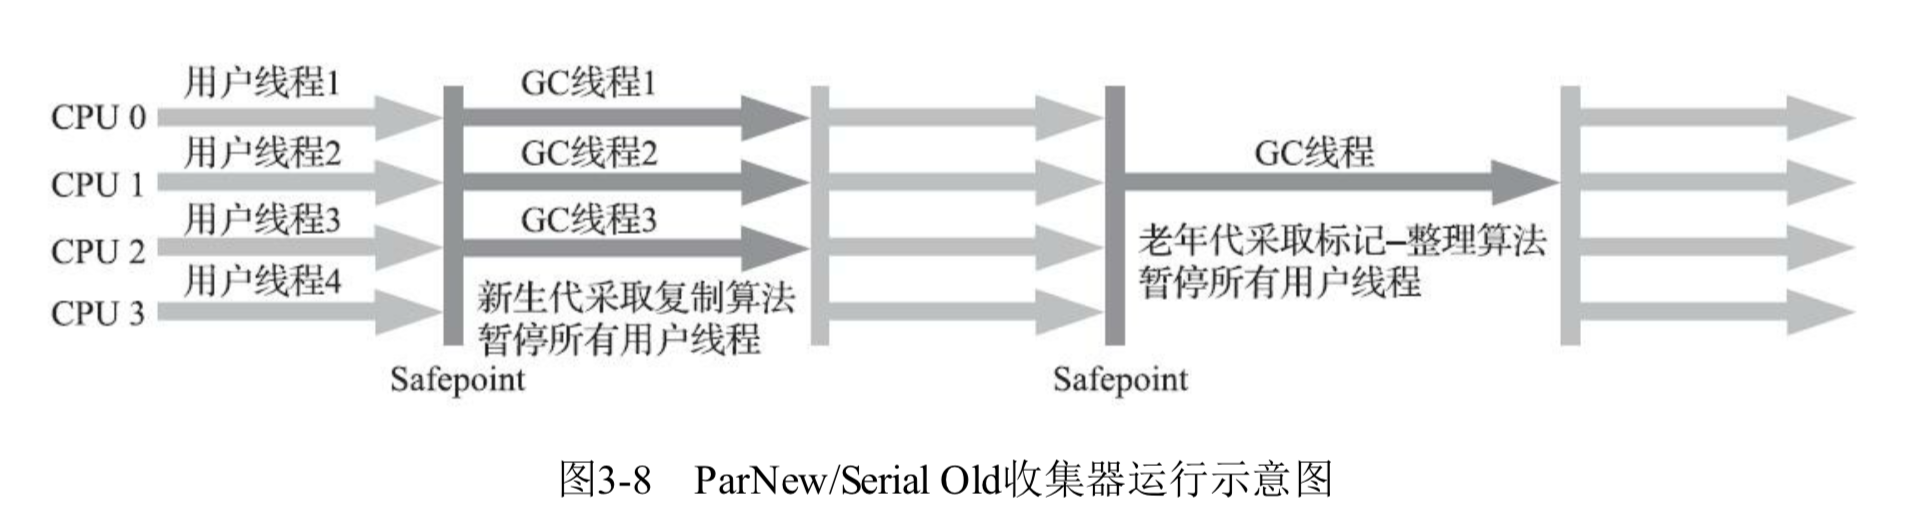 用户线程1
GC线程1
CPU 0
用户线程2
GC线程2
GC线程
CPU 1
用户线程3
GC线程3
CPU 2
老年代采取标记–整理算法
暂停所有用户线程
用户线程4
CPU 3
新生代采取复制算法
暂停所有用户线程
Safepoint
Safepoint
图3-8 ParNew/Serial Old收集器运行示意图